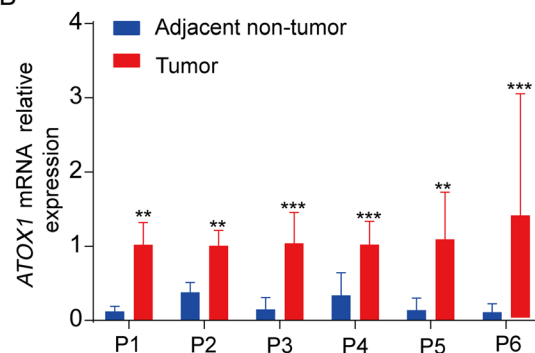 B
4
Adjacent non-tumor
Tumor
3
2
1
0
ATOX1 mRNA relative
expression
**
**
***
***
**
***
P1 P2 P3 P4 P5 P6